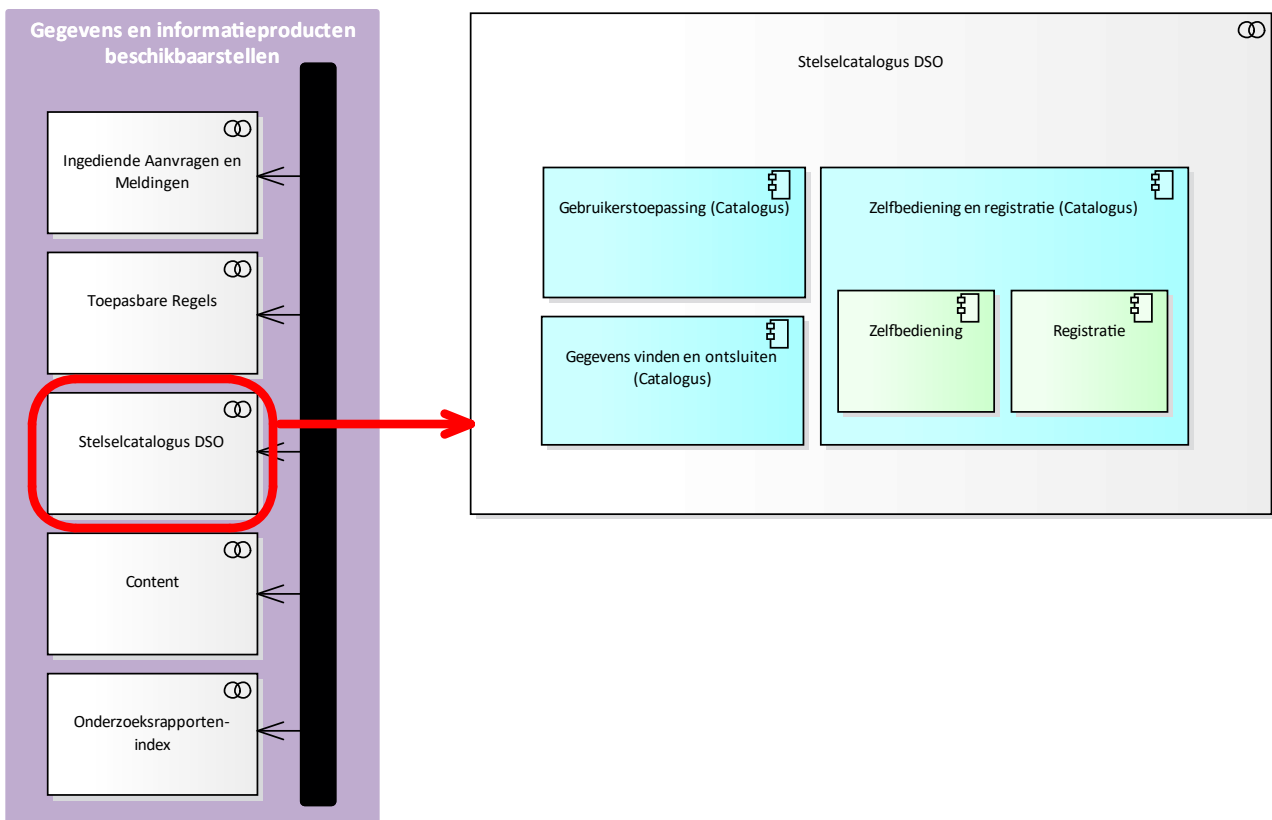 Gegevens en informatieproducten
beschikbaarstellen
Ingediende Aanvragen en
Meldingen
Toepasbare Regels
Stelselcatalogus DSO
Content
Onderzoeksrapporten-
index
Stelselcatalogus DSO
Gebruikerstoepassing (Catalogus)
Gegevens vinden en ontsluiten
(Catalogus)
Zelfbediening en registratie (Catalogus)
Zelfbediening
Registratie